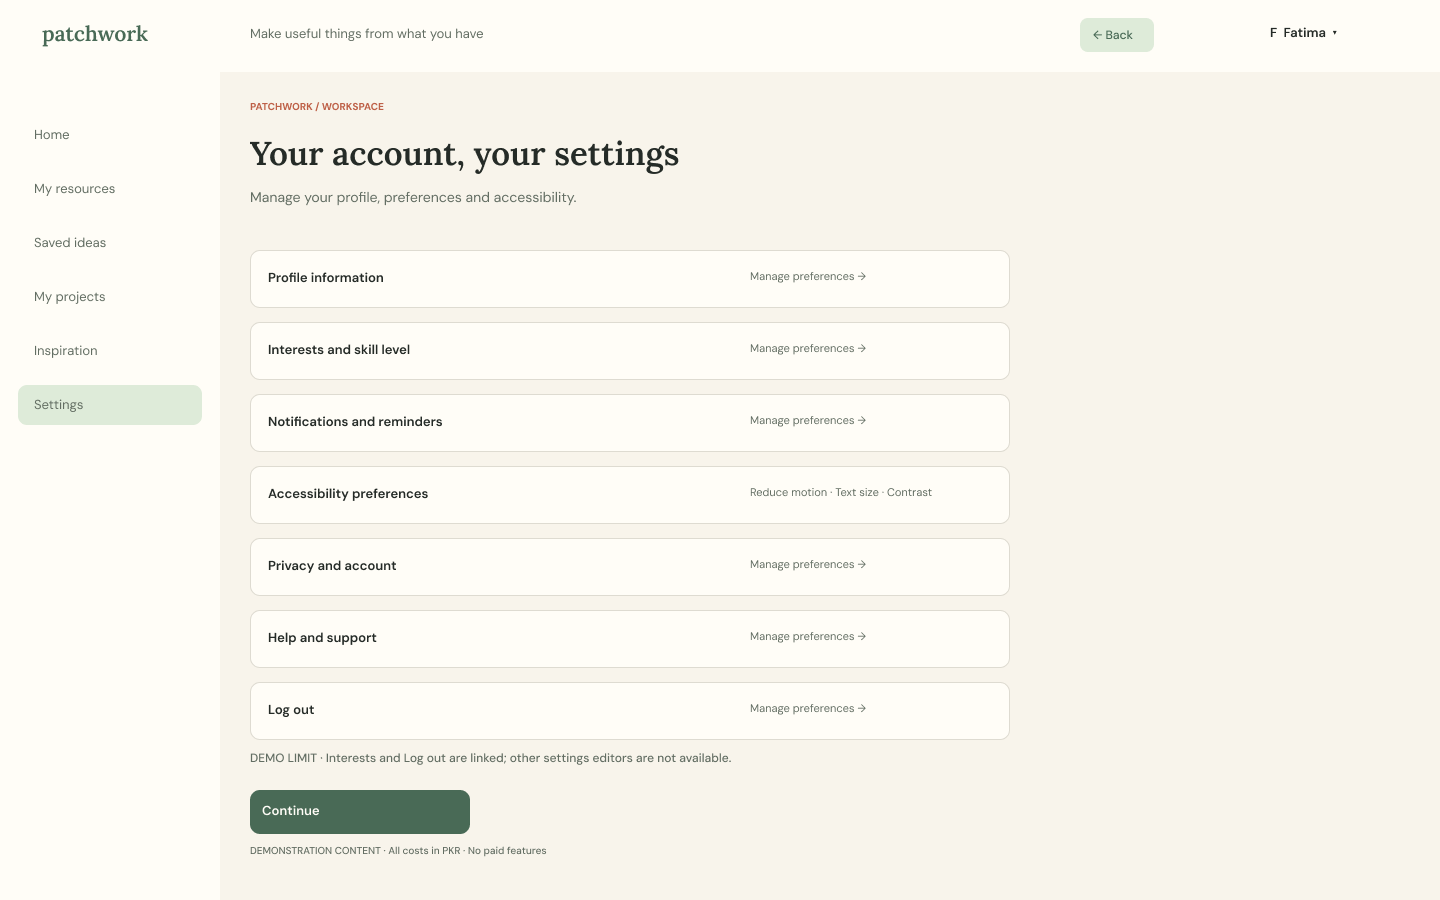 patchwork
Make useful things from what you have
← Back
F Fatima ▾
Home
My resources
Saved ideas
My projects
Inspiration
Settings
PATCHWORK / WORKSPACE
Your account, your settings
Manage your profile, preferences and accessibility.
Profile information
Manage preferences →
Interests and skill level
Manage preferences →
Notifications and reminders
Manage preferences →
Accessibility preferences
Reduce motion · Text size · Contrast
Privacy and account
Manage preferences →
Help and support
Manage preferences →
Log out
Manage preferences →
DEMO LIMIT · Interests and Log out are linked; other settings editors are not available.
Continue
DEMONSTRATION CONTENT · All costs in PKR · No paid features